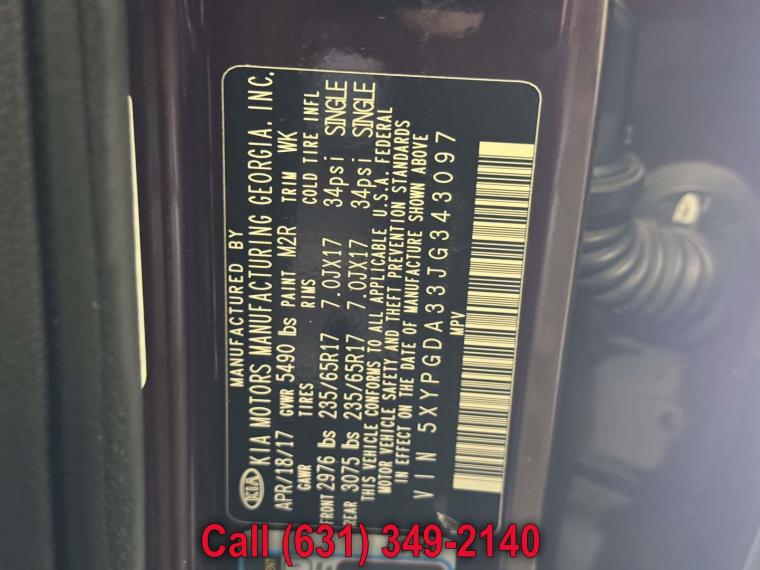 MANUFACTURED BY
KIA KIA MOTORS MANUFACTURING GEORGIA, INC.
APR/18/17 GVWR 5490 lbs PAINT M2R TRIM WK
GAWR TIRES RIMS COLD TIRE INFL
FRONT 2976 lbs 235/65R17 7.0JX17 34psi SINGLE
REAR 3075 lbs 235/65R17 7.0JX17 34psi SINGLE
THIS VEHICLE CONFORMS TO ALL APPLICABLE U.S.A. FEDERAL
MOTOR VEHICLE SAFETY AND THEFT PREVENTION STANDARDS
IN EFFECT ON THE DATE OF MANUFACTURE SHOWN ABOVE
VIN 5XYPGDA33JG343097
MPV
Call (631) 349-2140